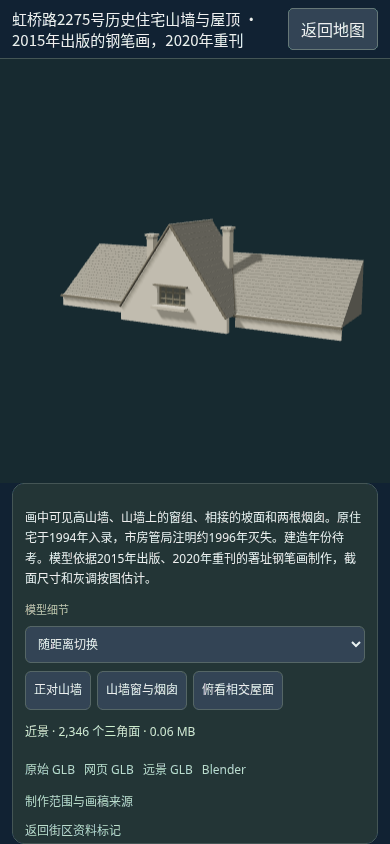 虹桥路2275号历史住宅山墙与屋顶 ·
2015年出版的钢笔画，2020年重刊
返回地图
画中可见高山墙、山墙上的窗组、相接的坡面和两根烟囱。原住
宅于1994年入录，市房管局注明约1996年灭失。建造年份待
考。模型依据2015年出版、2020年重刊的署址钢笔画制作，截
面尺寸和灰调按图估计。
模型细节
随距离切换
正对山墙 山墙窗与烟囱 俯看相交屋面
近景 · 2,346 个三角面 · 0.06 MB
原始 GLB 网页 GLB 远景 GLB Blender
制作范围与画稿来源
返回街区资料标记